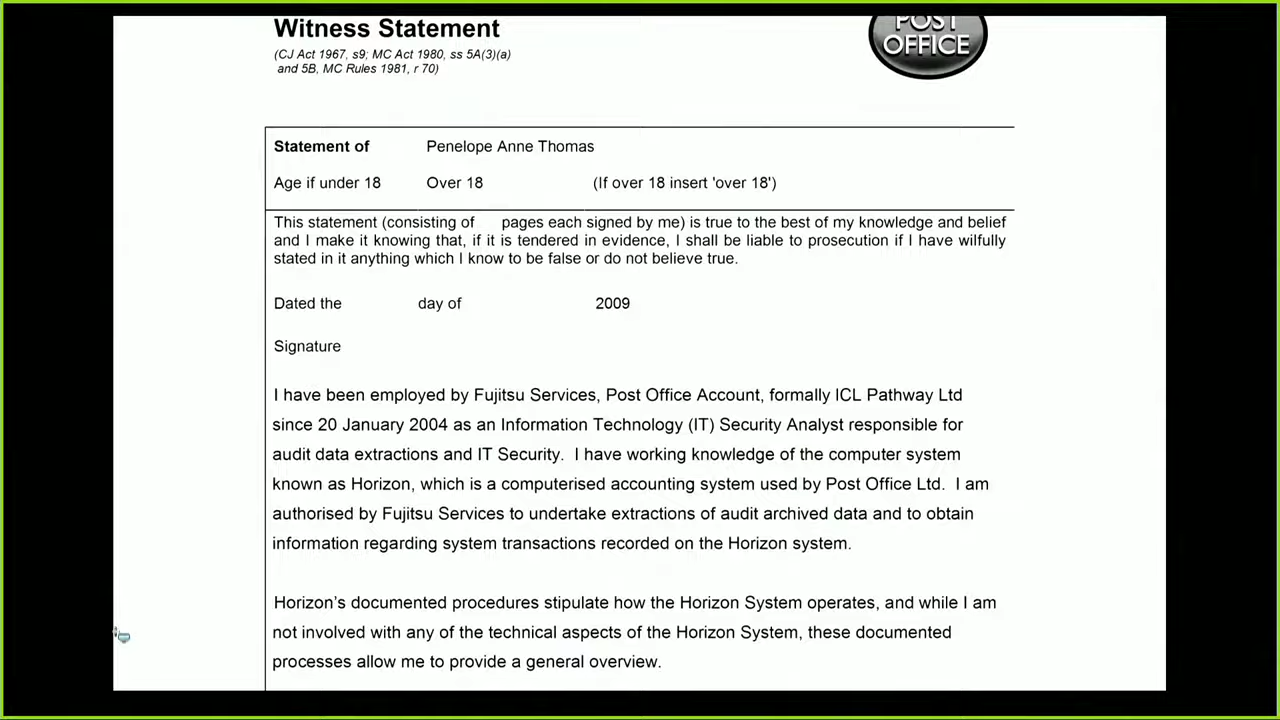 Witness Statement
POST
OFFICE
(CJ Act 1967, s9; MC Act 1980, ss 5A(3)(a)
and 5B, MC Rules 1981, r 70)
Statement of Penelope Anne Thomas
Age if under 18 Over 18 (If over 18 insert 'over 18')
This statement (consisting of pages each signed by me) is true to the best of my knowledge and belief
and I make it knowing that, if it is tendered in evidence, I shall be liable to prosecution if I have wilfully
stated in it anything which I know to be false or do not believe true.
Dated the day of 2009
Signature
I have been employed by Fujitsu Services, Post Office Account, formally ICL Pathway Ltd
since 20 January 2004 as an Information Technology (IT) Security Analyst responsible for
audit data extractions and IT Security. I have working knowledge of the computer system
known as Horizon, which is a computerised accounting system used by Post Office Ltd. I am
authorised by Fujitsu Services to undertake extractions of audit archived data and to obtain
information regarding system transactions recorded on the Horizon system.
Horizon's documented procedures stipulate how the Horizon System operates, and while I am
not involved with any of the technical aspects of the Horizon System, these documented
processes allow me to provide a general overview.